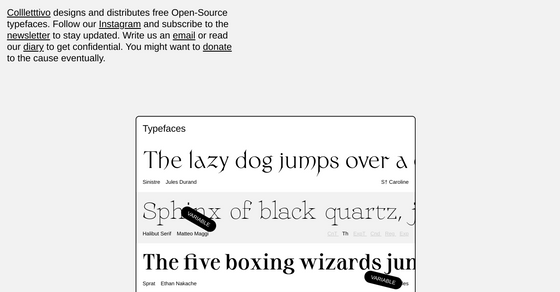 Collletttivo designs and distributes free Open-Source
typefaces. Follow our Instagram and subscribe to the
newsletter to stay updated. Write us an email or read
our diary to get confidential. You might want to donate
to the cause eventually.
Typefaces
The lazy dog jumps over a
Sinistre Jules Durand St Caroline
Sphinx of black quartz, j
VARIABLE
Halibut Serif Matteo Maggi Th
The five boxing wizards jum
VARIABLE
Sprat Ethan Nakache